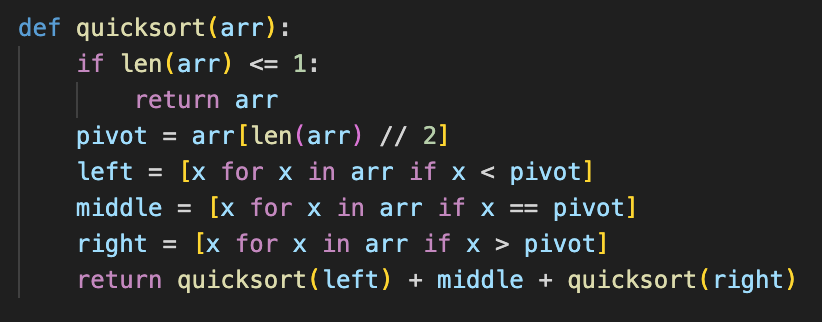 def quicksort(arr):
    if len(arr) <= 1:
        return arr
    pivot = arr[len(arr) // 2]
    left = [x for x in arr if x < pivot]
    middle = [x for x in arr if x == pivot]
    right = [x for x in arr if x > pivot]
    return quicksort(left) + middle + quicksort(right)